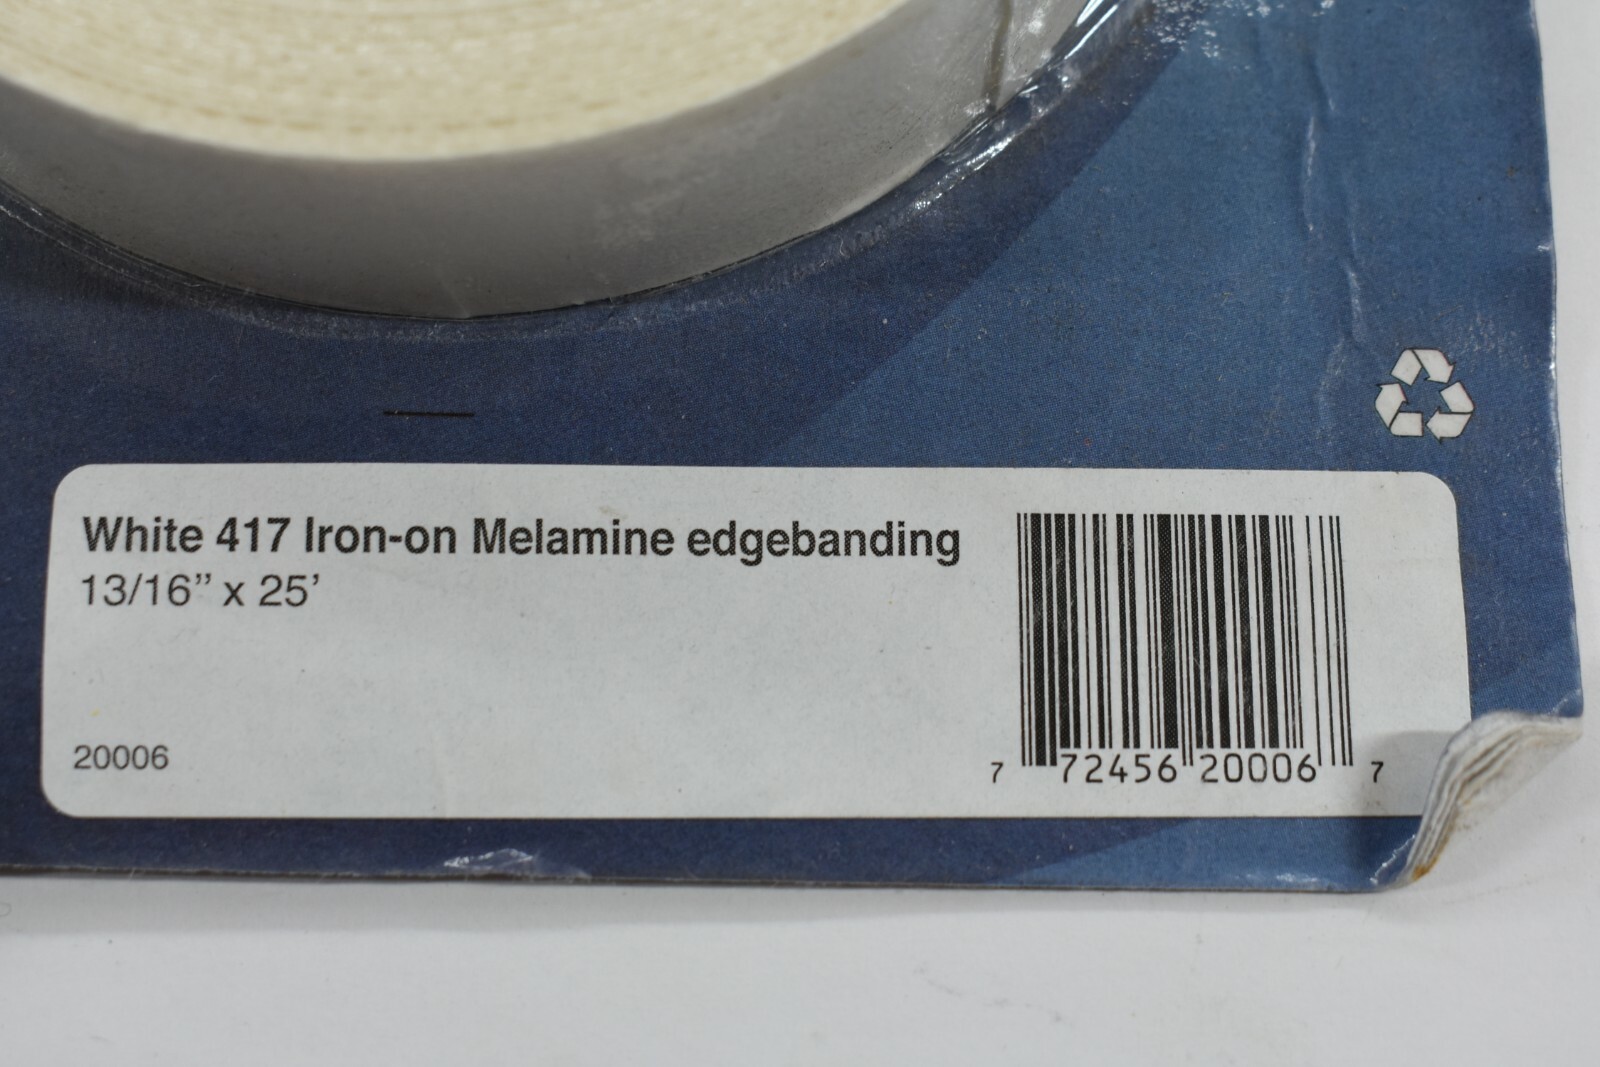 White 417 Iron-on Melamine edgebanding
13/16” x 25’
20006
7 72456 20006 7